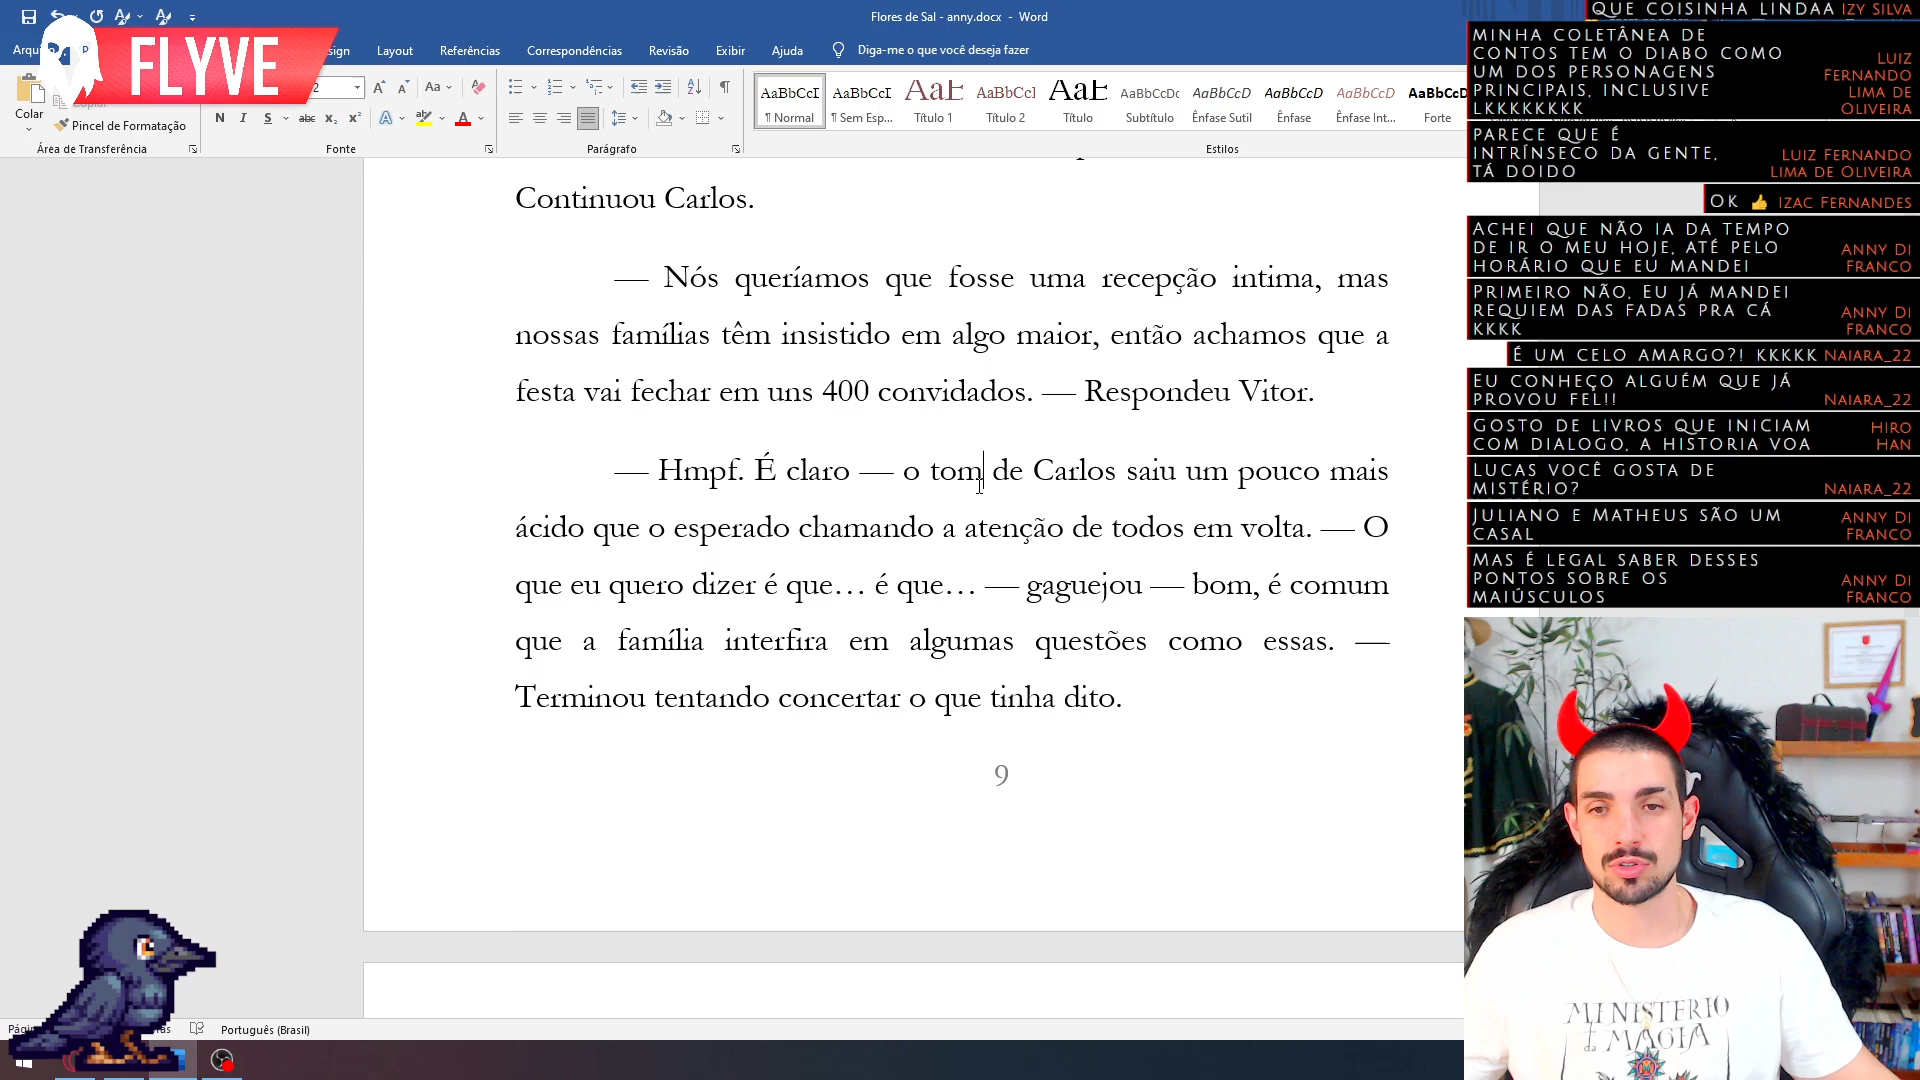 Flores de Sal - anny.docx - Word
FLYVE
Layout
Referências
Correspondências
Revisão
Exibir
Ajuda
Diga-me o que você deseja fazer
Colar
Copiar
Pincel de Formatação
Área de Transferência
Fonte
Parágrafo
Estilos
AaBbCcI
¶ Normal
AaBbCcI
¶ Sem Esp...
AaE
Título 1
AaBbCcI
Título 2
AaE
Título
AaBbCcDc
Subtítulo
AaBbCcD
Ênfase Sutil
AaBbCcD
Ênfase
AaBbCcD
Ênfase Int...
AaBbCcD
Forte
Continuou Carlos.
— Nós queríamos que fosse uma recepção intima, mas
nossas famílias têm insistido em algo maior, então achamos que a
festa vai fechar em uns 400 convidados. — Respondeu Vitor.
— Hmpf. É claro — o tom de Carlos saiu um pouco mais
ácido que o esperado chamando a atenção de todos em volta. — O
que eu quero dizer é que… é que… — gaguejou — bom, é comum
que a família interfira em algumas questões como essas. —
Terminou tentando concertar o que tinha dito.
9
Português (Brasil)
QUE COISINHA LINDAA IZY SILVA
MINHA COLETÂNEA DE
CONTOS TEM O DIABO COMO
UM DOS PERSONAGENS
PRINCIPAIS, INCLUSIVE
LKKKKKKKK
LUIZ
FERNANDO
LIMA DE
OLIVEIRA
PARECE QUE É
INTRÍNSECO DA GENTE,
TÁ DOIDO
LUIZ FERNANDO
LIMA DE OLIVEIRA
OK 👍 IZAC FERNANDES
ACHEI QUE NÃO IA DA TEMPO
DE IR O MEU HOJE, ATÉ PELO
HORÁRIO QUE EU MANDEI
ANNY DI
FRANCO
PRIMEIRO NÃO, EU JÁ MANDEI
REQUIEM DAS FADAS PRA CÁ
KKKK
ANNY DI
FRANCO
É UM CELO AMARGO?! KKKKK NAIARA_22
EU CONHEÇO ALGUÉM QUE JÁ
PROVOU FEL!!
NAIARA_22
GOSTO DE LIVROS QUE INICIAM
COM DIALOGO, A HISTORIA VOA
HIRO
HAN
LUCAS VOCÊ GOSTA DE
MISTÉRIO?
NAIARA_22
JULIANO E MATHEUS SÃO UM
CASAL
ANNY DI
FRANCO
MAS É LEGAL SABER DESSES
PONTOS SOBRE OS
MAIÚSCULOS
ANNY DI
FRANCO
MINISTERIO
da MAGIA